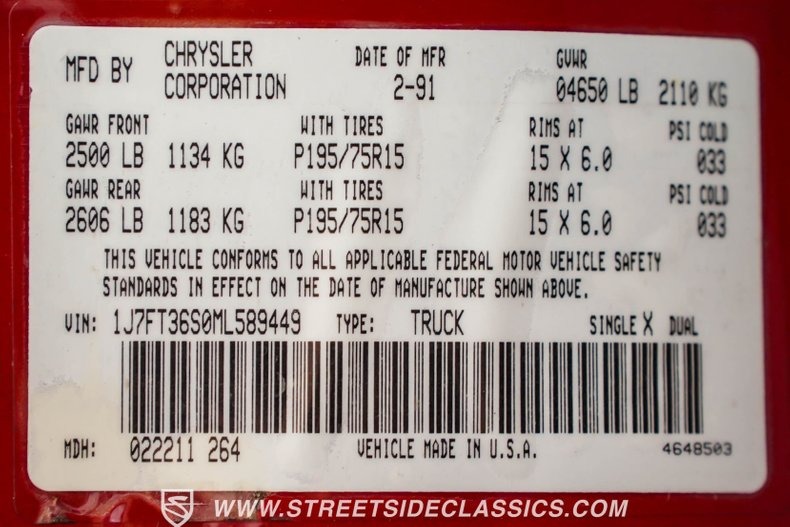 MFD BY CHRYSLER CORPORATION DATE OF MFR 2-91 GVWR 04650 LB 2110 KG
GAWR FRONT WITH TIRES RIMS AT PSI COLD
2500 LB 1134 KG P195/75R15 15 X 6.0 033
GAWR REAR WITH TIRES RIMS AT PSI COLD
2606 LB 1183 KG P195/75R15 15 X 6.0 033
THIS VEHICLE CONFORMS TO ALL APPLICABLE FEDERAL MOTOR VEHICLE SAFETY
STANDARDS IN EFFECT ON THE DATE OF MANUFACTURE SHOWN ABOVE.
VIN: 1J7FT36S0ML589449 TYPE: TRUCK SINGLE X DUAL
MDH: 022211 264 VEHICLE MADE IN U.S.A. 4648503
WWW.STREETSIDECLASSICS.COM